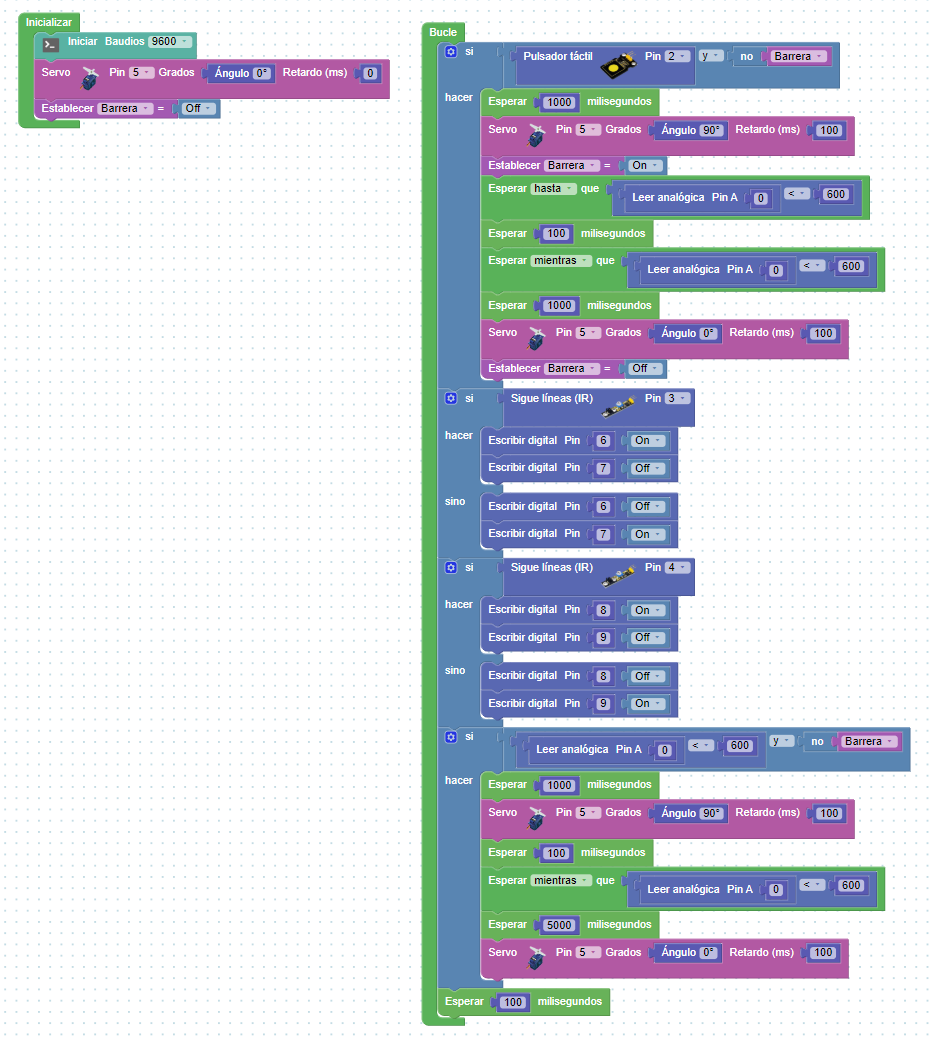 Inicializar
Iniciar Baudios 9600
Servo Pin 5 Grados Ángulo 0° Retardo (ms) 0
Establecer Barrera = Off
Bucle
si Pulsador táctil Pin 2 y no Barrera
hacer
Esperar 1000 milisegundos
Servo Pin 5 Grados Ángulo 90° Retardo (ms) 100
Establecer Barrera = On
Esperar hasta que Leer analógica Pin A 0 < 600
Esperar 100 milisegundos
Esperar mientras que Leer analógica Pin A 0 < 600
Esperar 1000 milisegundos
Servo Pin 5 Grados Ángulo 0° Retardo (ms) 100
Establecer Barrera = Off
si Sigue líneas (IR) Pin 3
hacer Escribir digital Pin 6 On
Escribir digital Pin 7 Off
sino Escribir digital Pin 6 Off
Escribir digital Pin 7 On
si Sigue líneas (IR) Pin 4
hacer Escribir digital Pin 8 On
Escribir digital Pin 9 Off
sino Escribir digital Pin 8 Off
Escribir digital Pin 9 On
si Leer analógica Pin A 0 < 600 y no Barrera
hacer Esperar 1000 milisegundos
Servo Pin 5 Grados Ángulo 90° Retardo (ms) 100
Esperar 100 milisegundos
Esperar mientras que Leer analógica Pin A 0 < 600
Esperar 5000 milisegundos
Servo Pin 5 Grados Ángulo 0° Retardo (ms) 100
Esperar 100 milisegundos